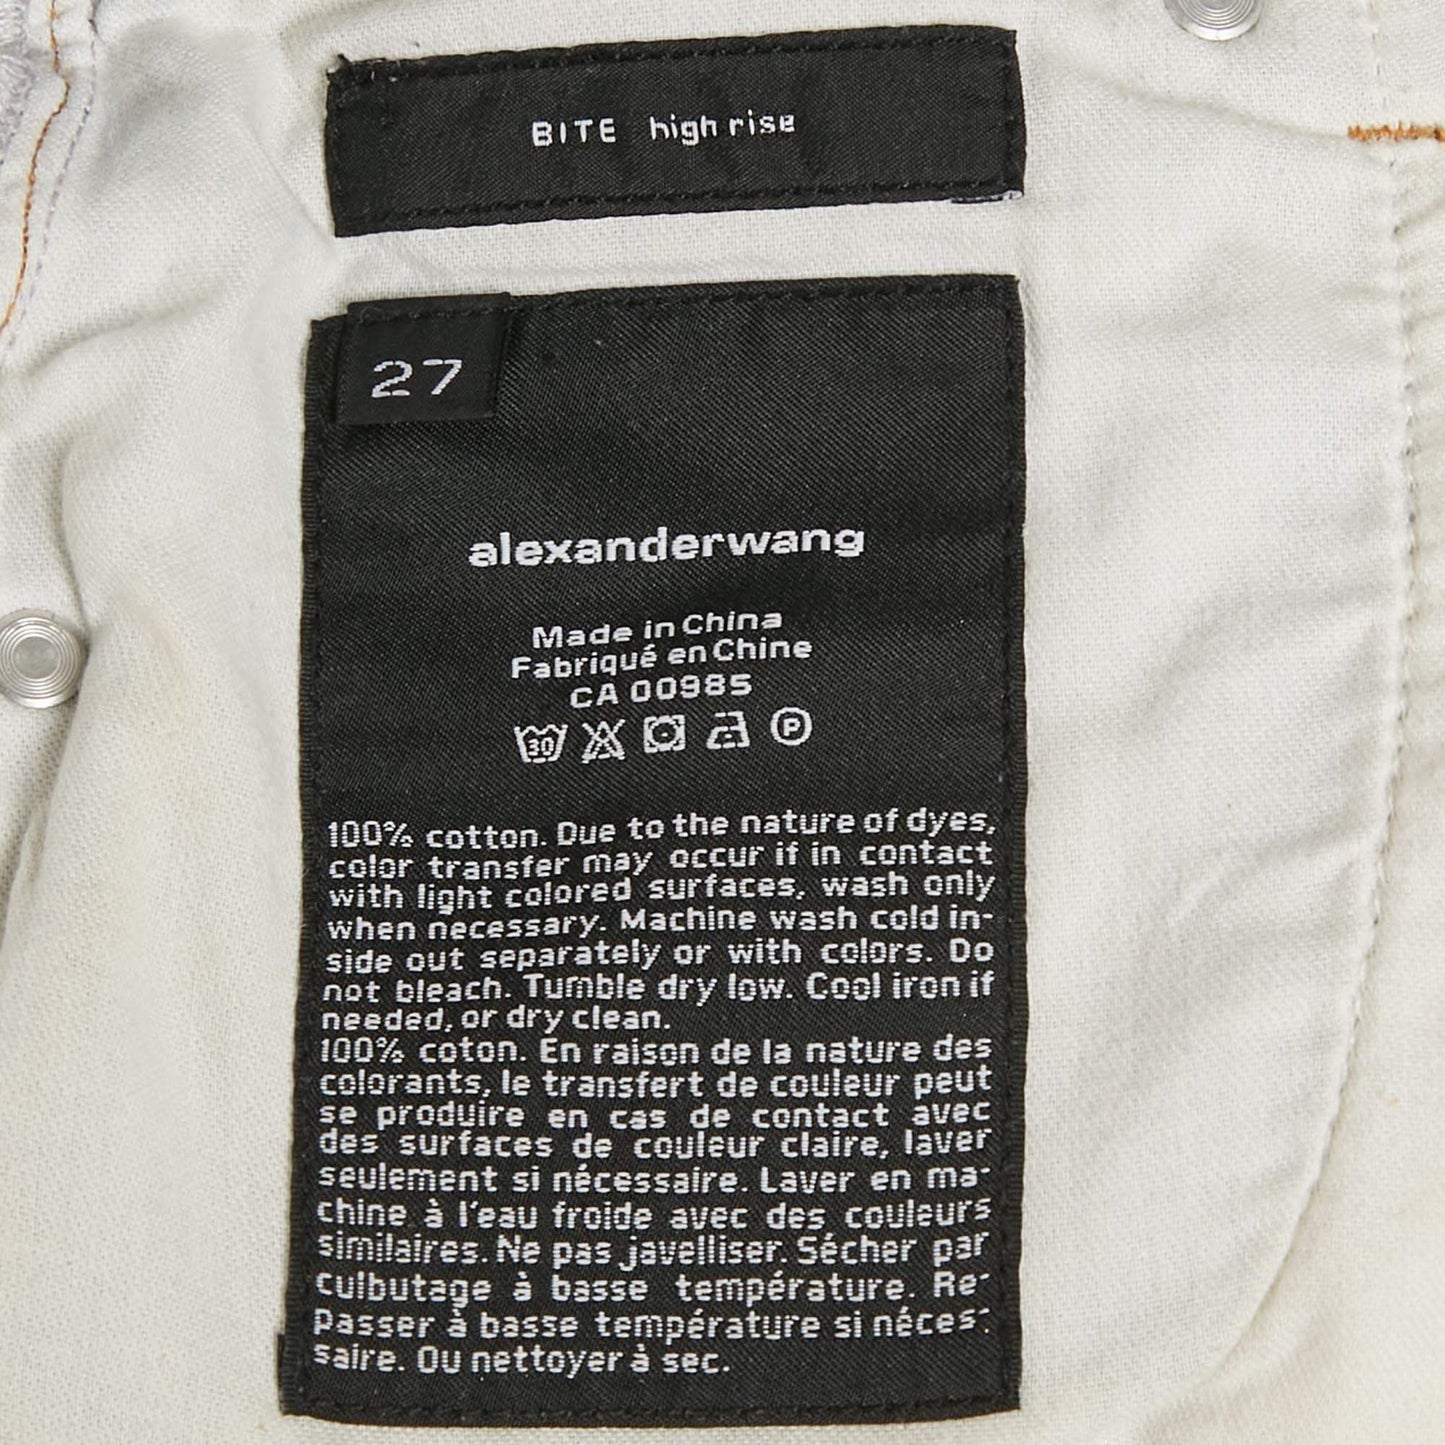 BITE high rise
27
alexanderwang
Made in China
Fabriqué en Chine
CA 00985
30 P
100% cotton. Due to the nature of dyes,
color transfer may occur if in contact
with light colored surfaces, wash only
when necessary. Machine wash cold in-
side out separately or with colors. Do
not bleach. Tumble dry low. Cool iron if
needed, or dry clean.
100% coton. En raison de la nature des
colorants, le transfert de couleur peut
se produire en cas de contact avec
des surfaces de couleur claire, laver
seulement si nécessaire. Laver en ma-
chine à l'eau froide avec des couleurs
similaires. Ne pas javelliser. Sécher par
culbutage à basse température. Re-
passer à basse température si néces-
saire. Ou nettoyer à sec.